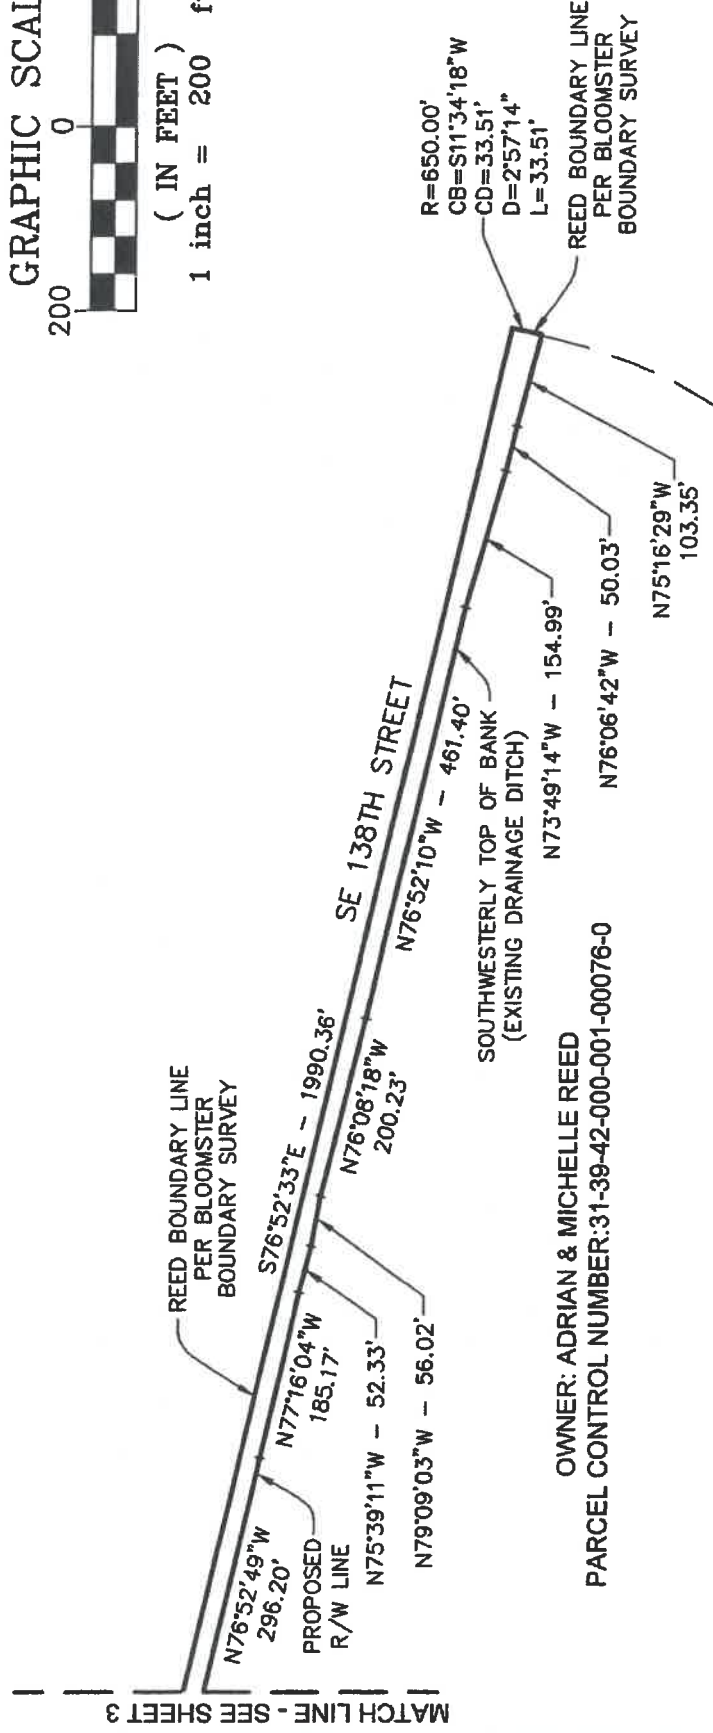 GRAPHIC SCAL
200
0
( IN FEET )
1 inch = 200 f
R=650.00'
CB=S11°34'18"W
CD=33.51'
D=2°57'14"
L=33.51'
REED BOUNDARY LINE
PER BLOOMSTER
BOUNDARY SURVEY
REED BOUNDARY LINE
PER BLOOMSTER
BOUNDARY SURVEY
S76°52'33"E - 1990.36'
SE 138TH STREET
N76°52'49"W
296.20'
PROPOSED
R/W LINE
N77°16'04"W
185.17'
N75°39'11"W - 52.33'
N79°09'03"W - 56.02'
N76°08'18"W
200.23'
N76°52'10"W - 461.40'
SOUTHWESTERLY TOP OF BANK
(EXISTING DRAINAGE DITCH)
N73°49'14"W - 154.99'
N76°06'42"W - 50.03'
N75°16'29"W
103.35'
OWNER: ADRIAN & MICHELLE REED
PARCEL CONTROL NUMBER:31-39-42-000-001-00076-0
MATCH LINE - SEE SHEET 3